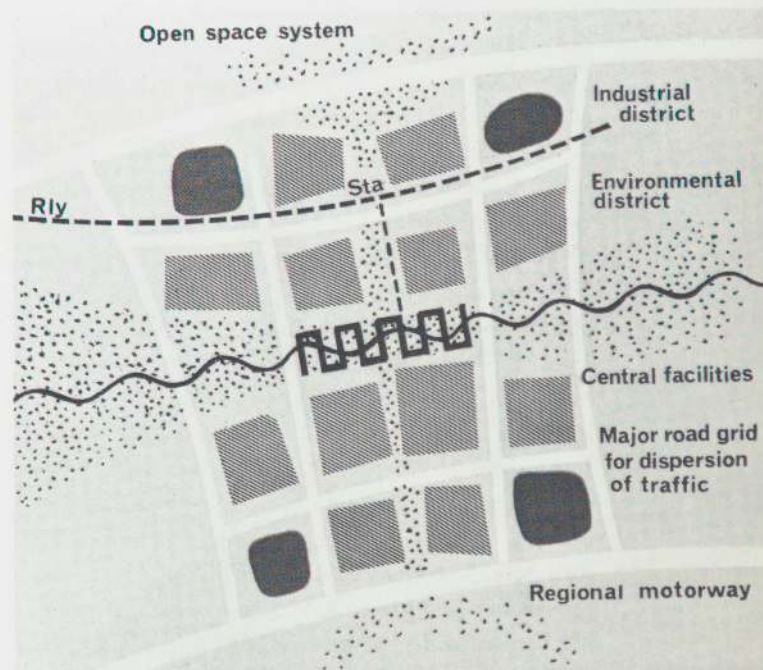 Open space system
Industrial
district
Sta
Environmental
district
Rly
Central facilities
Major road grid
for dispersion
of traffic
Regional motorway